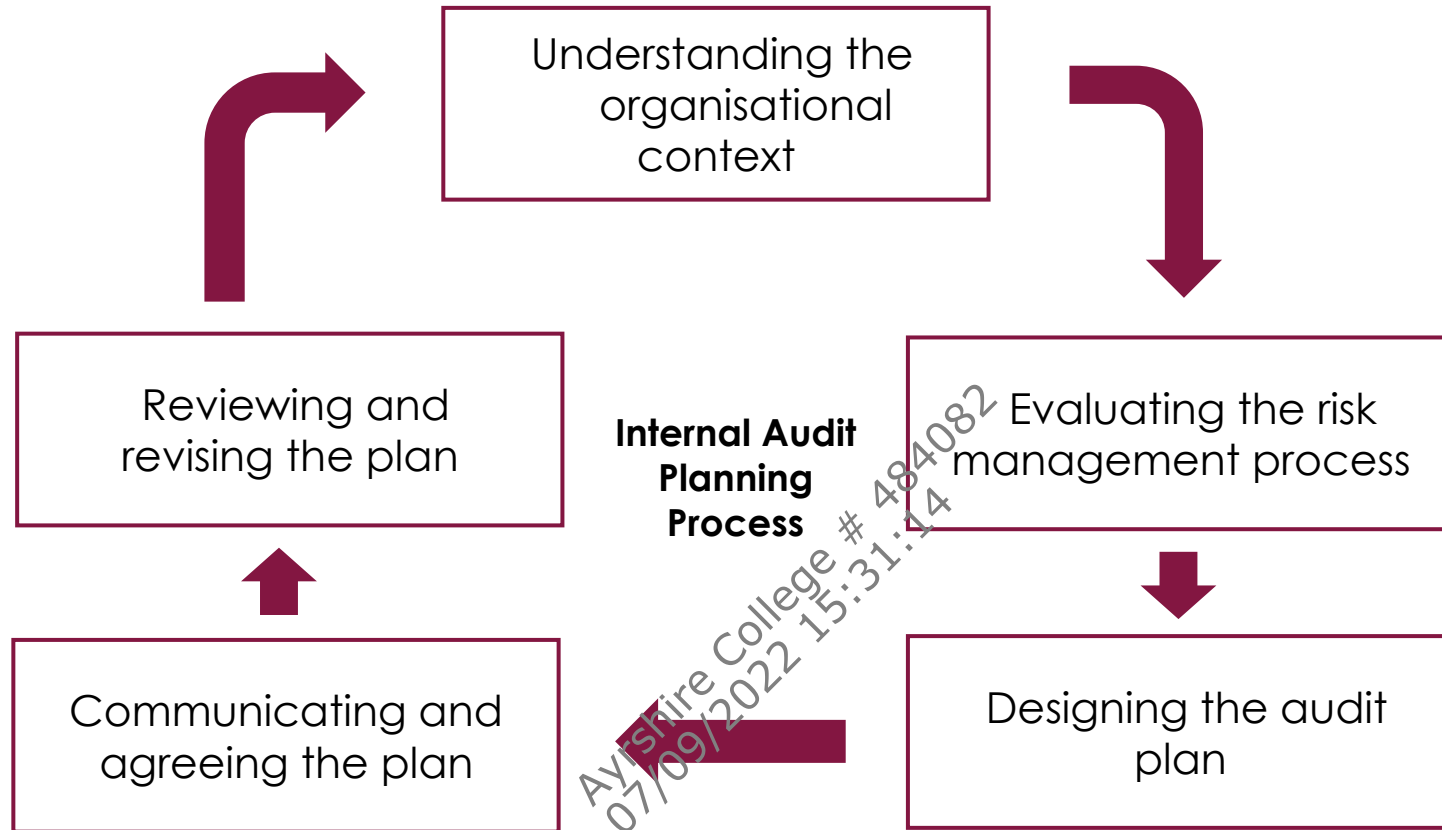 Understanding the
organisational
context
Evaluating the risk
management process
Designing the audit
plan
Communicating and
agreeing the plan
Reviewing and
revising the plan
Internal Audit
Planning
Process
Ayrshire College # 484082
07/09/2022 15:31:14